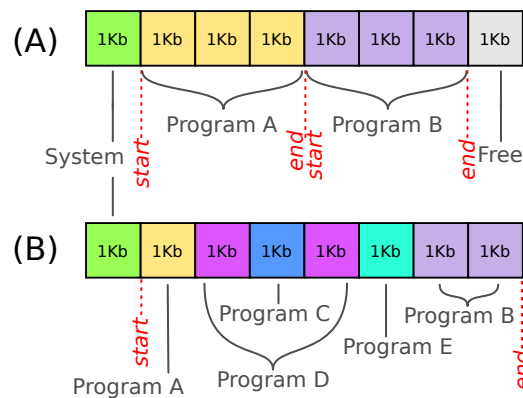 (A) 1Kb 1Kb 1Kb 1Kb 1Kb 1Kb 1Kb 1Kb
Program A Program B
System start end start end Free
(B) 1Kb 1Kb 1Kb 1Kb 1Kb 1Kb 1Kb 1Kb
start Program C Program B
Program E
Program A Program D end